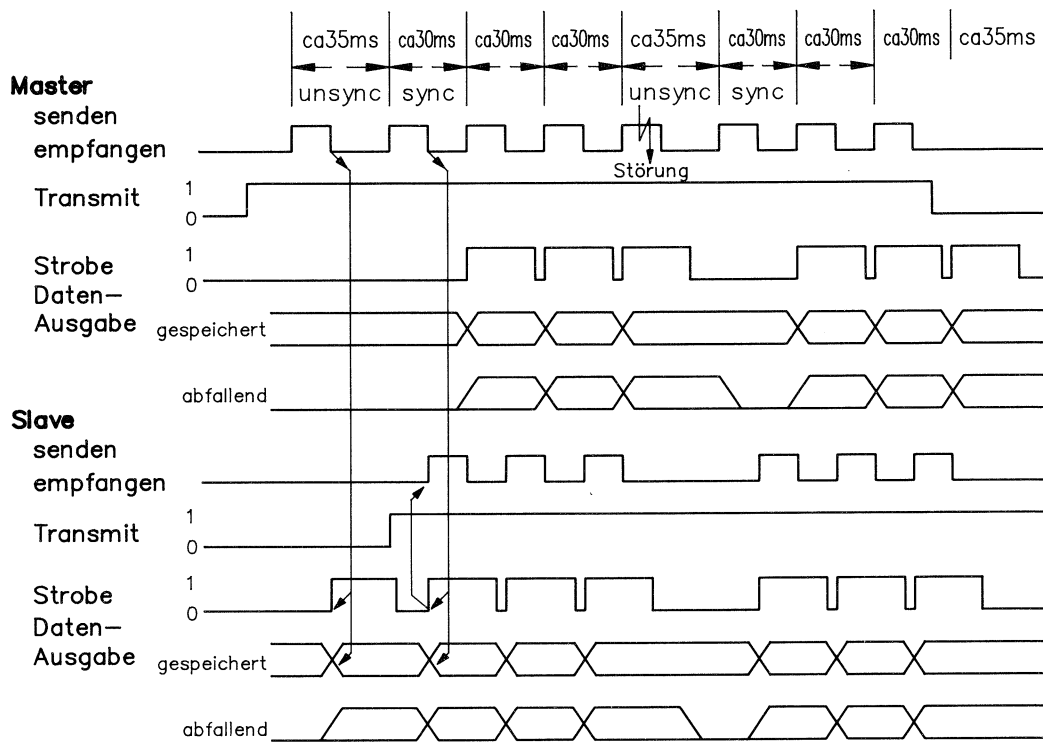 ca35ms ca30ms ca30ms ca30ms ca35ms ca30ms ca30ms ca30ms ca35ms
unsync sync unsync sync
Master
senden
empfangen
Störung
Transmit 1
0
Strobe 1
0
Daten-
Ausgabe gespeichert
abfallend
Slave
senden
empfangen
Transmit 1
0
Strobe 1
0
Daten-
Ausgabe gespeichert
abfallend